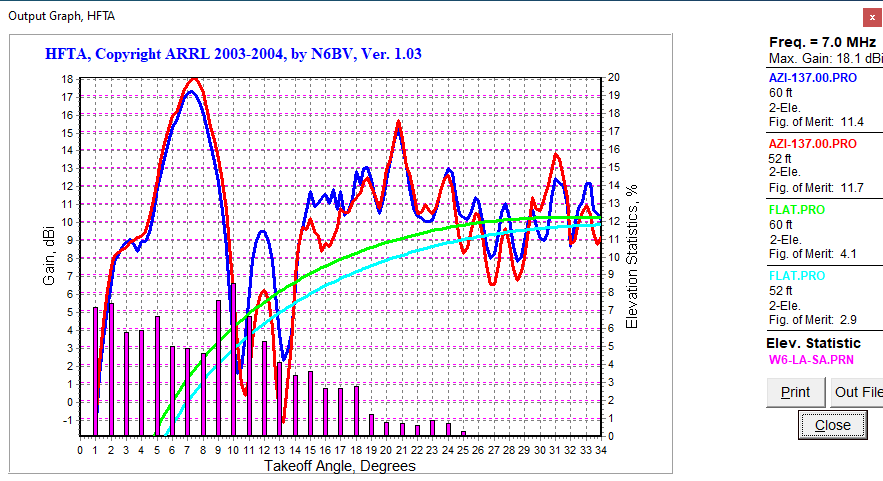 Output Graph, HFTA
x
HFTA, Copyright ARRL 2003-2004, by N6BV, Ver. 1.03
18
17
16
15
14
13
12
11
10
9
8
7
6
5
4
3
2
1
0
-1
Gain, dBi
20
19
18
17
16
15
14
13
12
11
10
9
8
7
6
5
4
3
2
1
0
Elevation Statistics, %
0 1 2 3 4 5 6 7 8 9 10 11 12 13 14 15 16 17 18 19 20 21 22 23 24 25 26 27 28 29 30 31 32 33 34
Takeoff Angle, Degrees
Freq. = 7.0 MHz
Max. Gain: 18.1 dBi
AZI-137.00.PRO
60 ft
2-Ele.
Fig. of Merit: 11.4
AZI-137.00.PRO
52 ft
2-Ele.
Fig. of Merit: 11.7
FLAT.PRO
60 ft
2-Ele.
Fig. of Merit: 4.1
FLAT.PRO
52 ft
2-Ele.
Fig. of Merit: 2.9
Elev. Statistic
W6-LA-SA.PRN
Print Out File
Close